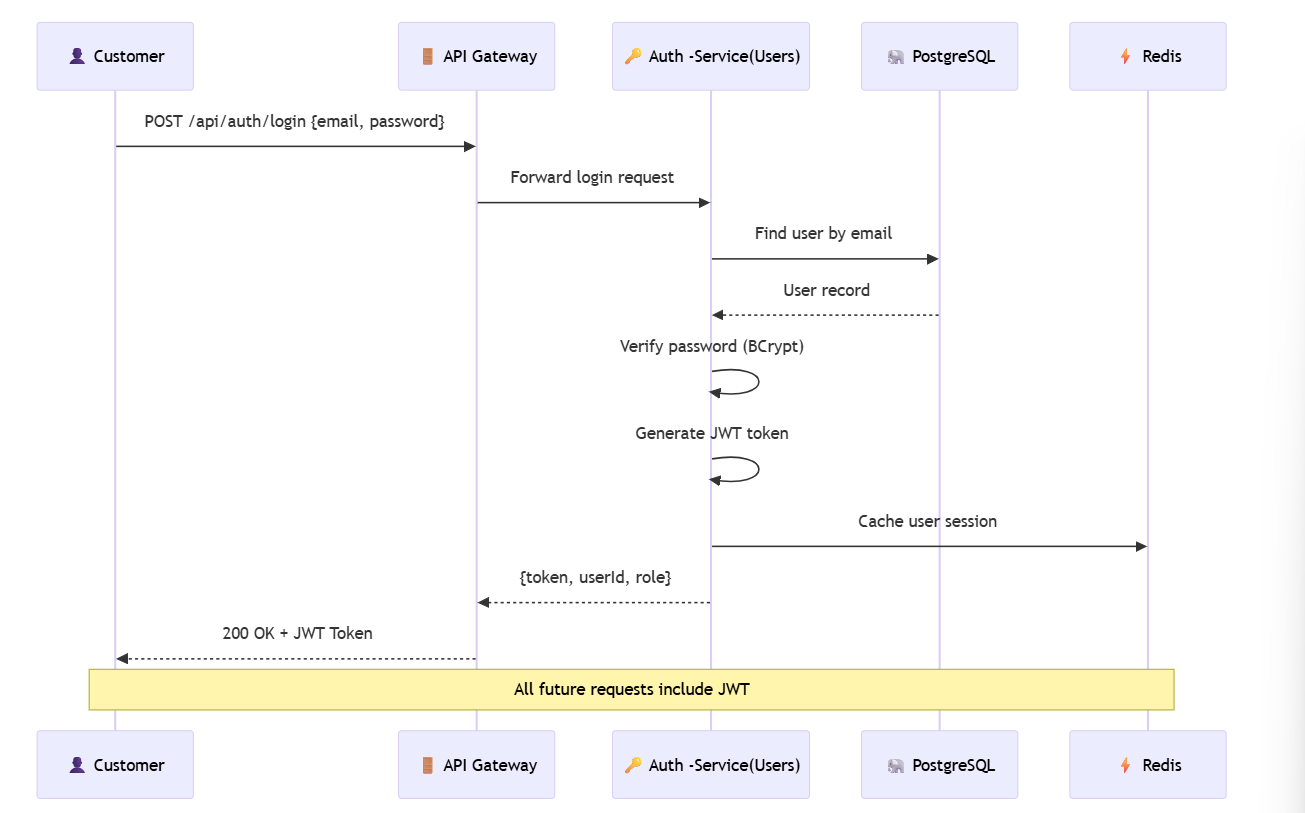 👤 Customer
🚪 API Gateway
🔑 Auth -Service(Users)
🐘 PostgreSQL
⚡ Redis
POST /api/auth/login {email, password}
Forward login request
Find user by email
User record
Verify password (BCrypt)
Generate JWT token
Cache user session
{token, userId, role}
200 OK + JWT Token
All future requests include JWT
👤 Customer
🚪 API Gateway
🔑 Auth -Service(Users)
🐘 PostgreSQL
⚡ Redis